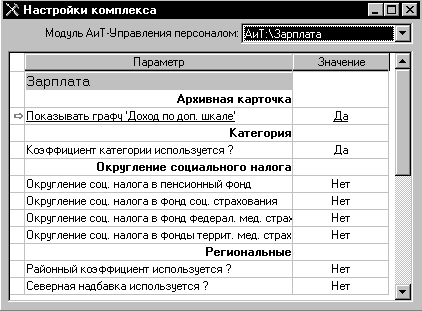 Настройки комплекса
Модуль АиТ-Управления персоналом: АиТ:\Зарплата
Параметр Значение
Зарплата
Архивная карточка
Показывать графу 'Доход по доп. шкале' Да
Категория
Коэффициент категории используется ? Да
Округление социального налога
Округление соц. налога в пенсионный фонд Нет
Округление соц. налога в фонд соц. страхования Нет
Округление соц. налога в фонд федерал. мед. страх Нет
Округление соц. налога в фонды территт. мед. страх Нет
Региональные
Районный коэффициент используется ? Нет
Северная надбавка используется ? Нет